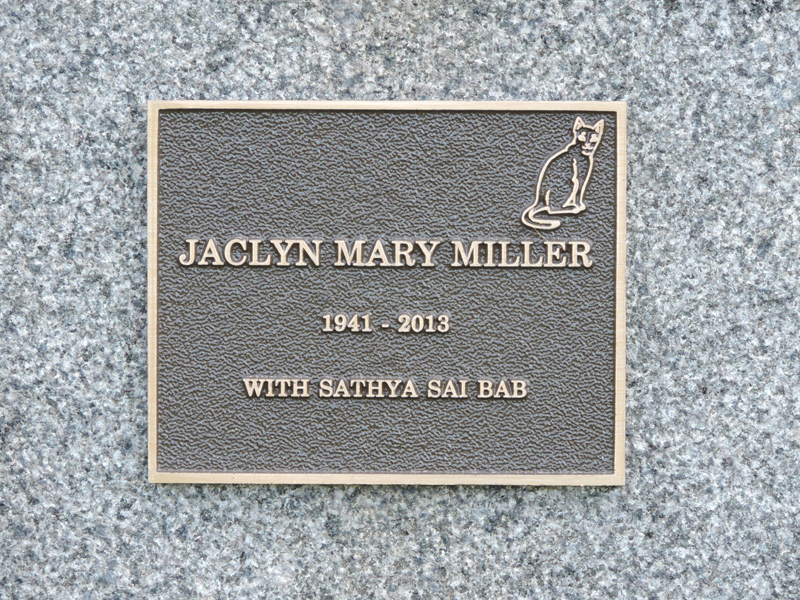 JACLYN MARY MILLER
1941 - 2013
WITH SATHYA SAI BAB